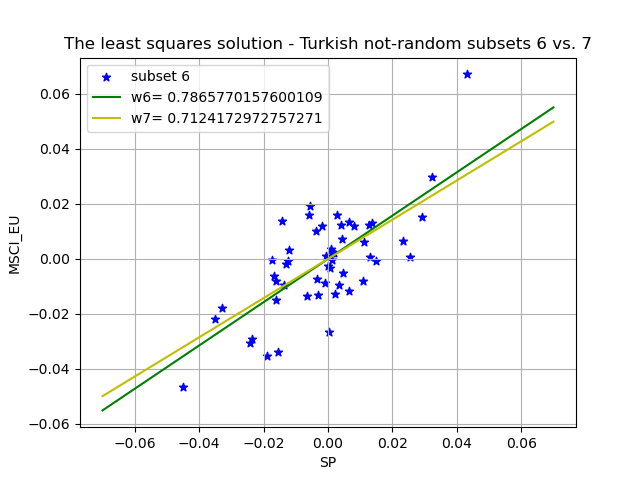 The least squares solution - Turkish not-random subsets 6 vs. 7
subset 6
w6= 0.7865770157600109
w7= 0.7124172972757271
0.06
0.04
0.02
0.00
−0.02
−0.04
−0.06
MSCI_EU
−0.06 −0.04 −0.02 0.00 0.02 0.04 0.06
SP